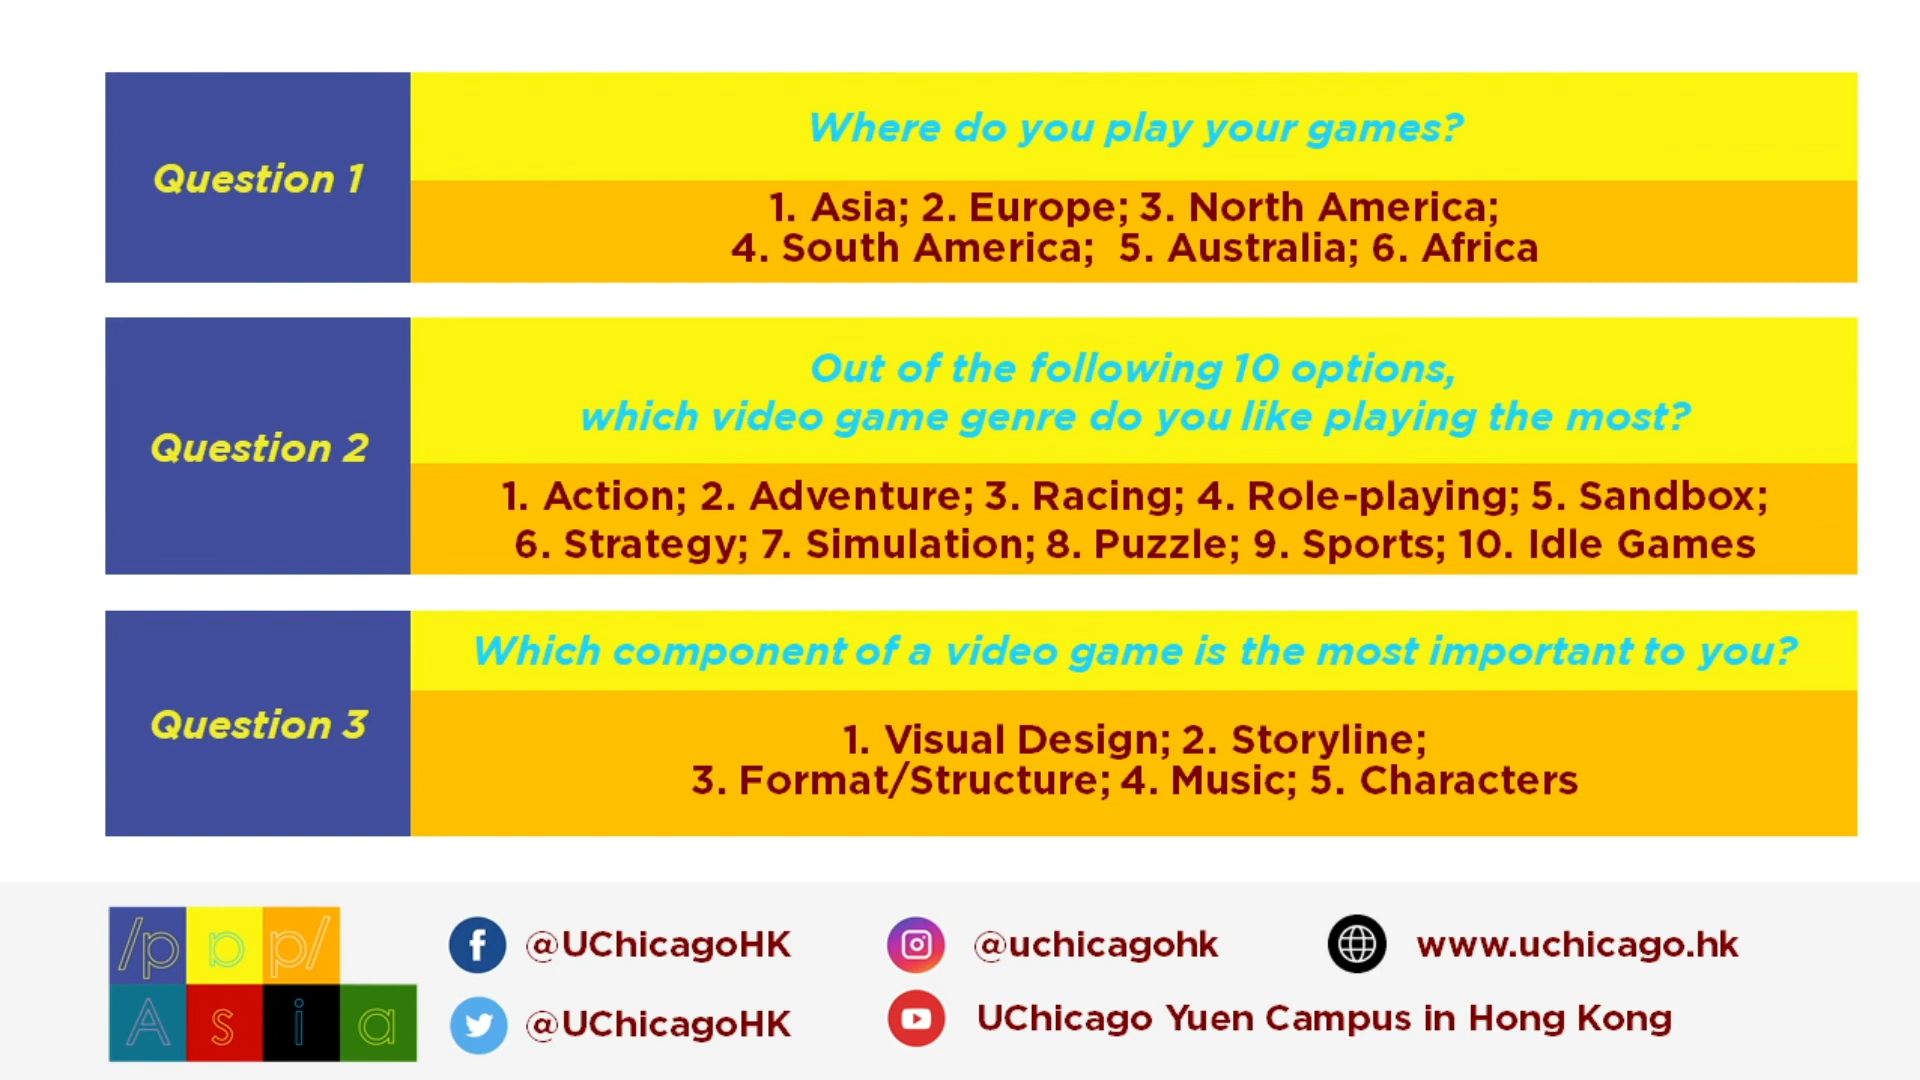 Question 1
Where do you play your games?
1. Asia; 2. Europe; 3. North America;
4. South America; 5. Australia; 6. Africa
Question 2
Out of the following 10 options,
which video game genre do you like playing the most?
1. Action; 2. Adventure; 3. Racing; 4. Role-playing; 5. Sandbox;
6. Strategy; 7. Simulation; 8. Puzzle; 9. Sports; 10. Idle Games
Question 3
Which component of a video game is the most important to you?
1. Visual Design; 2. Storyline;
3. Format/Structure; 4. Music; 5. Characters
/ppp/
Asia
@UChicagoHK
@uchicagohk
www.uchicago.hk
@UChicagoHK
UChicago Yuen Campus in Hong Kong